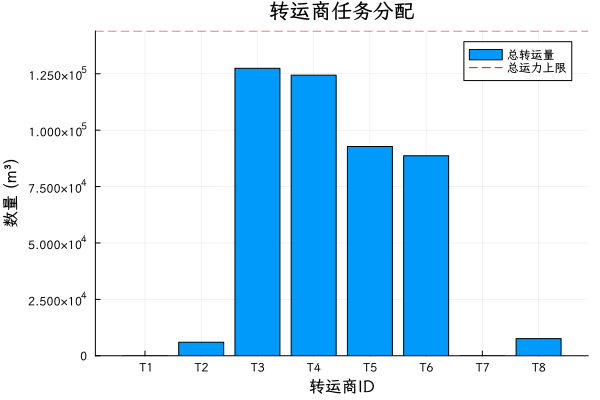 转运商任务分配
总转运量
总运力上限
1.250×10⁵
1.000×10⁵
7.500×10⁴
5.000×10⁴
2.500×10⁴
0
数量 (m³)
T1 T2 T3 T4 T5 T6 T7 T8
转运商ID